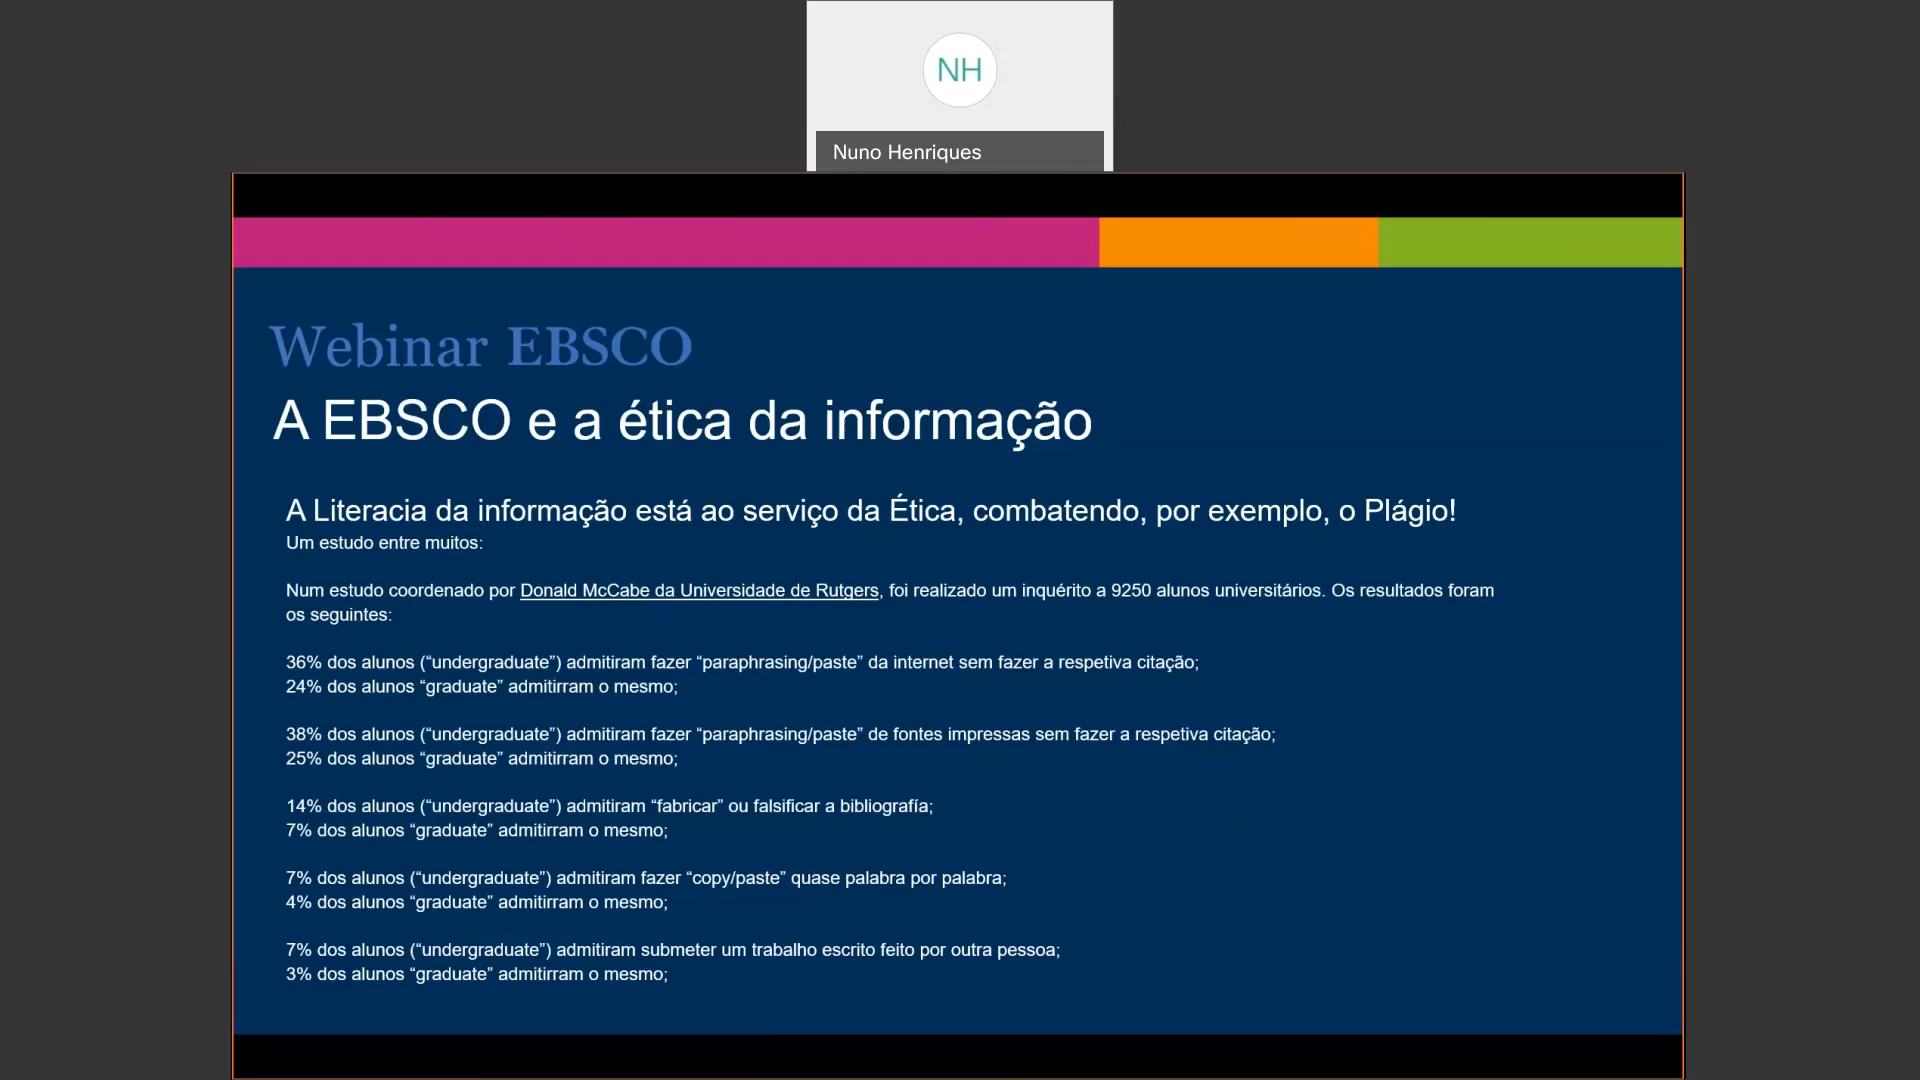 NH
Nuno Henriques
Webinar EBSCO
A EBSCO e a ética da informação
A Literacia da informação está ao serviço da Ética, combatendo, por exemplo, o Plágio!
Um estudo entre muitos:
Num estudo coordenado por Donald McCabe da Universidade de Rutgers, foi realizado um inquérito a 9250 alunos universitários. Os resultados foram
os seguintes:
36% dos alunos (“undergraduate”) admitiram fazer “paraphrasing/paste” da internet sem fazer a respetiva citação;
24% dos alunos “graduate” admitirram o mesmo;
38% dos alunos (“undergraduate”) admitiram fazer “paraphrasing/paste” de fontes impressas sem fazer a respetiva citação;
25% dos alunos “graduate” admitirram o mesmo;
14% dos alunos (“undergraduate”) admitiram “fabricar” ou falsificar a bibliografía;
7% dos alunos “graduate” admitirram o mesmo;
7% dos alunos (“undergraduate”) admitiram fazer “copy/paste” quase palabra por palabra;
4% dos alunos “graduate” admitirram o mesmo;
7% dos alunos (“undergraduate”) admitiram submeter um trabalho escrito feito por outra pessoa;
3% dos alunos “graduate” admitirram o mesmo;